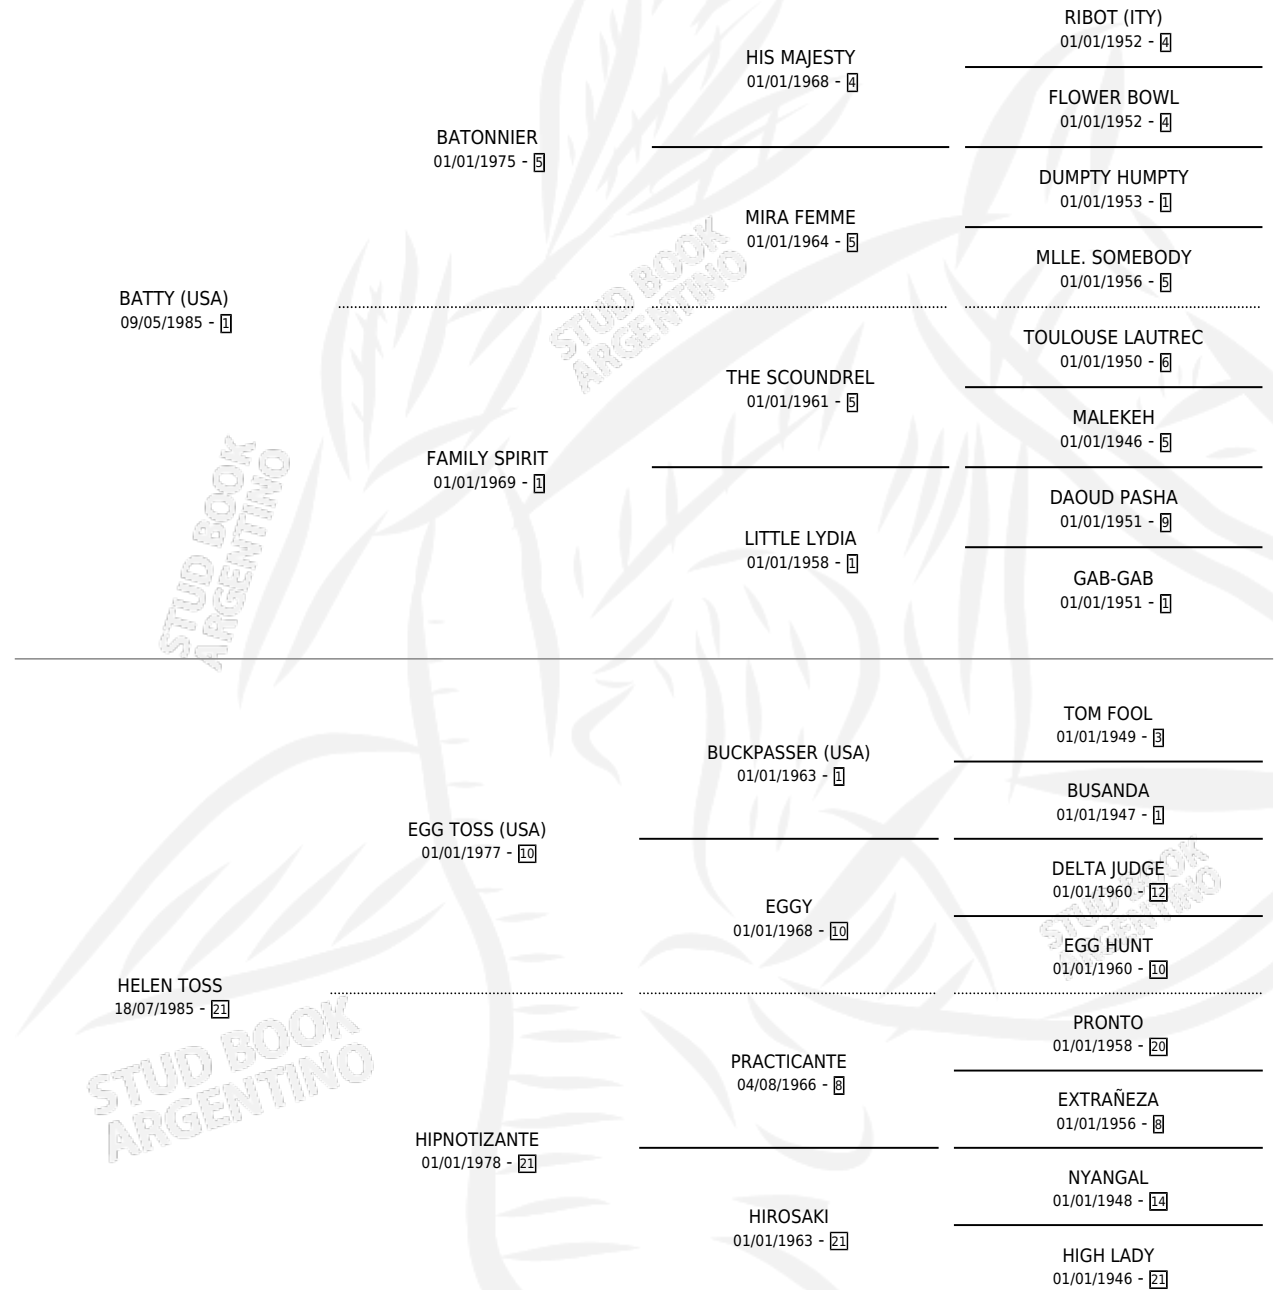 RIBOT (ITY)
01/01/1952 - 4
HIS MAJESTY
01/01/1968 - 4
FLOWER BOWL
01/01/1952 - 4
BATONNIER
01/01/1975 - 5
DUMPTY HUMPTY
01/01/1953 - 1
MIRA FEMME
01/01/1964 - 5
MLLE. SOMEBODY
01/01/1956 - 5
BATTY (USA)
09/05/1985 - 1
TOULOUSE LAUTREC
01/01/1950 - 6
THE SCOUNDREL
01/01/1961 - 5
MALEKEH
01/01/1946 - 5
FAMILY SPIRIT
01/01/1969 - 1
DAOUD PASHA
01/01/1951 - 9
LITTLE LYDIA
01/01/1958 - 1
GAB-GAB
01/01/1951 - 1
STUD BOOK
ARGENTINO
STUD BOOK
ARGENTINO
TOM FOOL
01/01/1949 - 3
BUCKPASSER (USA)
01/01/1963 - 1
BUSANDA
01/01/1947 - 1
EGG TOSS (USA)
01/01/1977 - 10
DELTA JUDGE
01/01/1960 - 12
EGGY
01/01/1968 - 10
EGG HUNT
01/01/1960 - 10
STUD BOOK
ARGENTINO
HELEN TOSS
18/07/1985 - 21
PRONTO
01/01/1958 - 20
PRACTICANTE
04/08/1966 - 8
EXTRAÑEZA
01/01/1956 - 8
STUD BOOK
ARGENTINO
HIPNOTIZANTE
01/01/1978 - 21
NYANGAL
01/01/1948 - 14
HIROSAKI
01/01/1963 - 21
HIGH LADY
01/01/1946 - 21